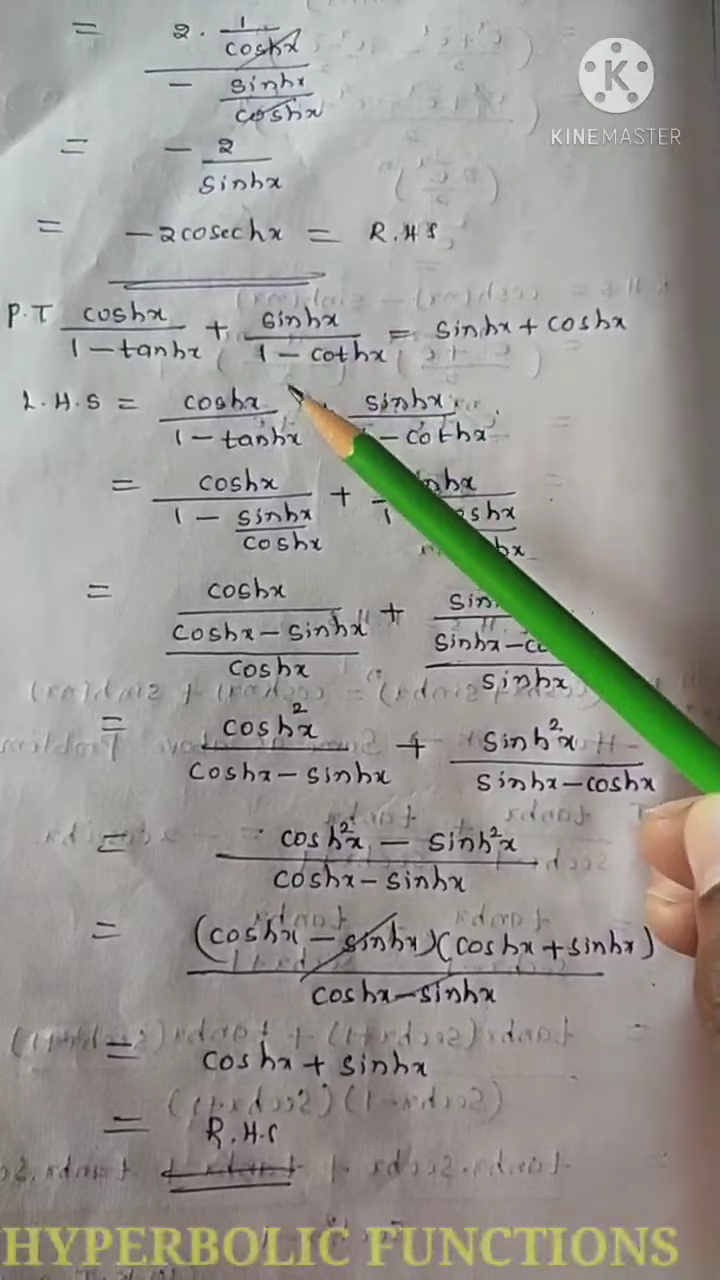 = 2 . 1/coshx
KINEMASTER
- sinhx/coshx
= - 2/sinhx
= -2cosechx = R.H.S
P.T coshx/1-tanhx + sinhx/1-cothx = sinhx + coshx
L.H.S = coshx/1-tanhx sinhx/-cothx
= coshx/1-sinhx/coshx +
= coshx/coshx-sinhx/coshx + /sinhx
= cosh²x/coshx-sinhx + sinh²x/sinhx-coshx
= cosh²x - sinh²x/coshx-sinhx
= (coshx - sinhx)(coshx + sinhx)/coshx-sinhx
= coshx + sinhx
= R.H.S
HYPERBOLIC FUNCTIONS